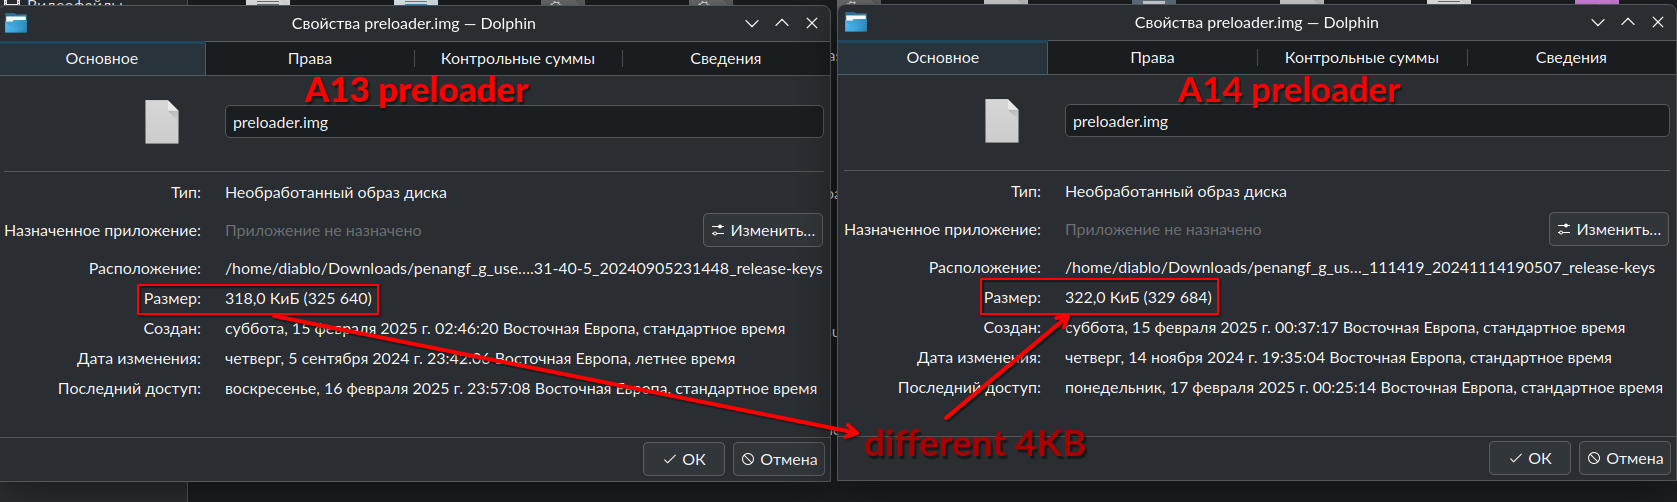 Видеофайлы
Свойства preloader.img — Dolphin
Основное
Права
Контрольные суммы
Сведения
A13 preloader
preloader.img
Тип: Необработанный образ диска
Назначенное приложение: Приложение не назначено
Изменить...
Расположение: /home/diablo/Downloads/penangf_g_use....31-40-5_20240905231448_release-keys
Размер: 318,0 КиБ (325 640)
Создан: суббота, 15 февраля 2025 г. 02:46:20 Восточная Европа, стандартное время
Дата изменения: четверг, 5 сентября 2024 г. 23:42:06 Восточная Европа, летнее время
Последний доступ: воскресенье, 16 февраля 2025 г. 23:57:08 Восточная Европа, стандартное время
OK
Отмена
Свойства preloader.img — Dolphin
Основное
Права
Контрольные суммы
Сведения
A14 preloader
preloader.img
Тип: Необработанный образ диска
Назначенное приложение: Приложение не назначено
Изменить...
Расположение: /home/diablo/Downloads/penangf_g_us..._111419_20241114190507_release-keys
Размер: 322,0 КиБ (329 684)
Создан: суббота, 15 февраля 2025 г. 00:37:17 Восточная Европа, стандартное время
Дата изменения: четверг, 14 ноября 2024 г. 19:35:04 Восточная Европа, стандартное время
Последний доступ: понедельник, 17 февраля 2025 г. 00:25:14 Восточная Европа, стандартное время
different 4KB
OK
Отмена